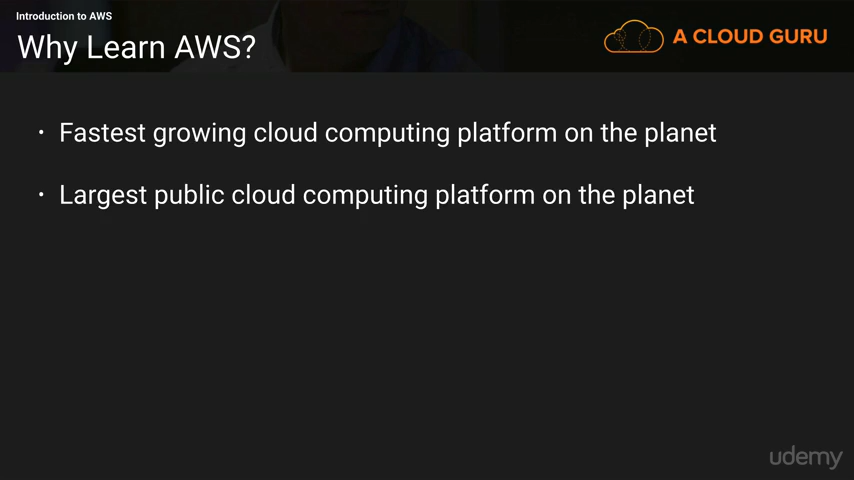 Introduction to AWS
Why Learn AWS?
A CLOUD GURU
• Fastest growing cloud computing platform on the planet
• Largest public cloud computing platform on the planet
udemy